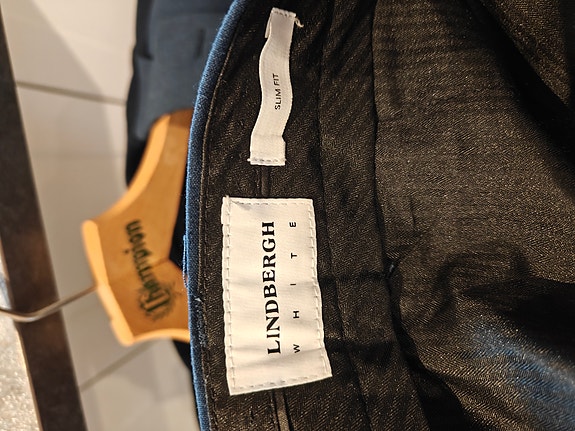 SLIM FIT
LINDBERGH
WHITE
Champion